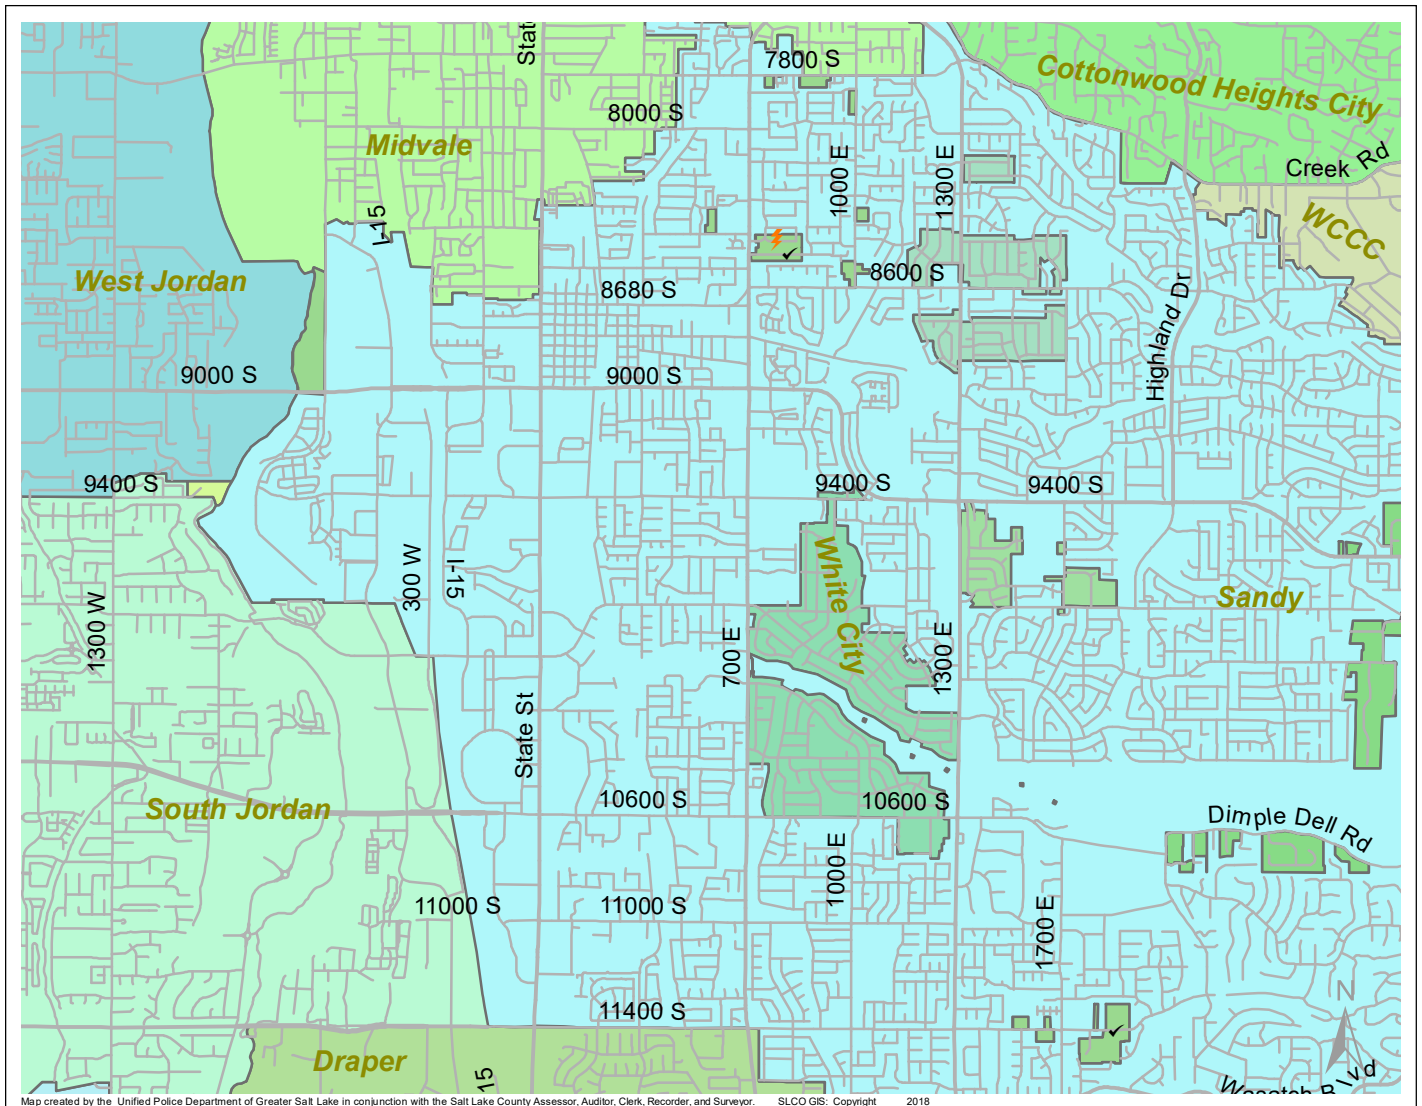 Stat
7800 S
Cottonwood Heights City
8000 S
Midvale
Creek Rd
1000 E
1300 E
I-15
WCCC
West Jordan
8600 S
8680 S
Highland Dr
9000 S
9000 S
9400 S
9400 S
9400 S
White City
300 W
I-15
Sandy
1300 W
700 E
1300 E
State St
10600 S
10600 S
South Jordan
Dimple Dell Rd
1000 E
11000 S
11000 S
1700 E
N
11400 S
Draper
15
Wasatch Blvd
Map created by the Unified Police Department of Greater Salt Lake in conjunction with the Salt Lake County Assessor, Auditor, Clerk, Recorder, and Surveyor. SLCO GIS: Copyright 2018